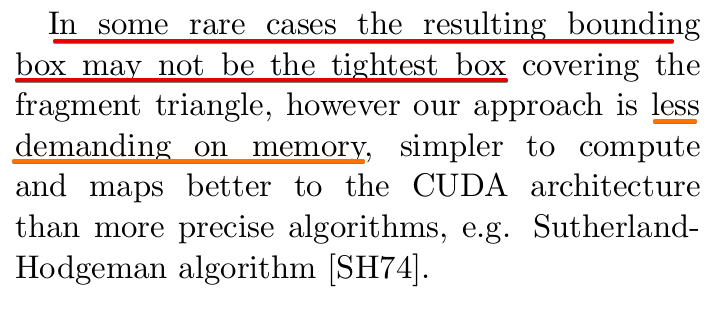 In some rare cases the resulting bounding
box may not be the tightest box covering the
fragment triangle, however our approach is less
demanding on memory, simpler to compute
and maps better to the CUDA architecture
than more precise algorithms, e.g. Sutherland-
Hodgeman algorithm [SH74].